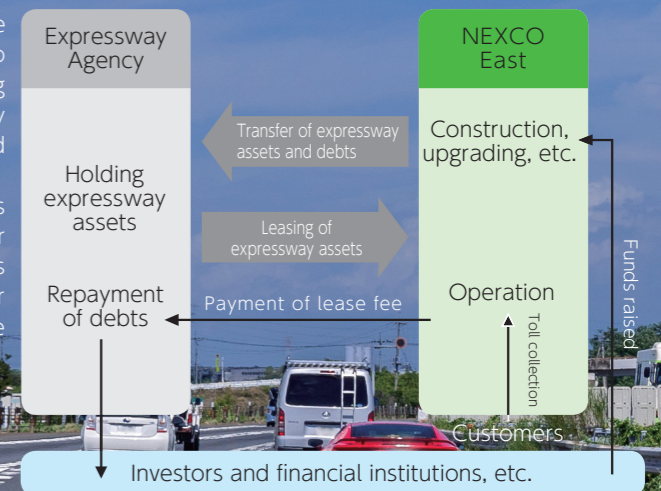 Expressway
Agency
NEXCO
East
Transfer of expressway
assets and debts
Construction,
upgrading, etc.
Holding
expressway
assets
Leasing of
expressway assets
Repayment
of debts
Payment of lease fee
Operation
Toll collection
Funds raised
Customers
Investors and financial institutions, etc.